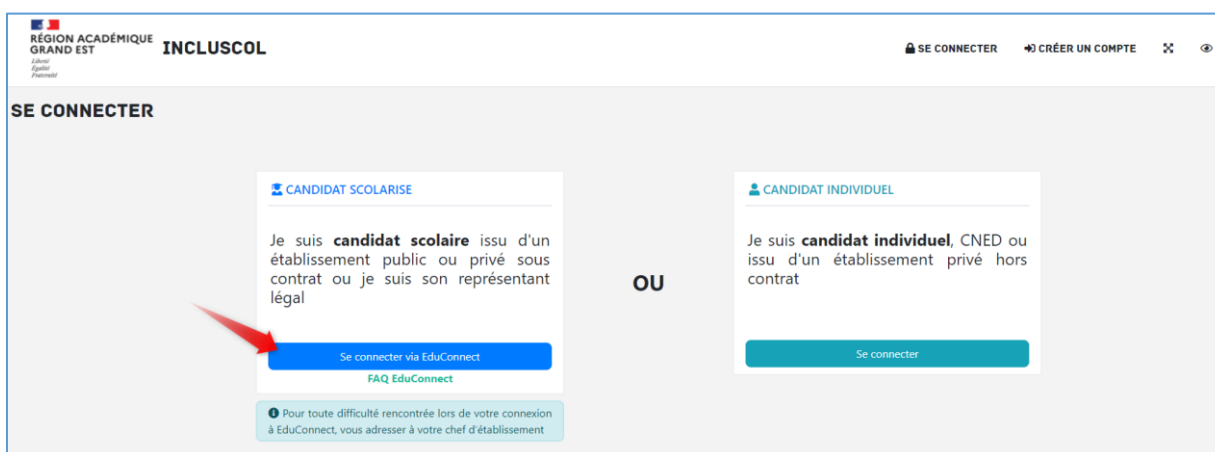 RÉGION ACADÉMIQUE
GRAND EST
Liberté
Égalité
Fraternité
INCLUSCOL
SE CONNECTER
CRÉER UN COMPTE
SE CONNECTER
CANDIDAT SCOLARISE
Je suis candidat scolaire issu d'un
établissement public ou privé sous
contrat ou je suis son représentant
légal
Se connecter via EduConnect
FAQ EduConnect
Pour toute difficulté rencontrée lors de votre connexion
à EduConnect, vous adresser à votre chef d'établissement
OU
CANDIDAT INDIVIDUEL
Je suis candidat individuel, CNED ou
issu d'un établissement privé hors
contrat
Se connecter